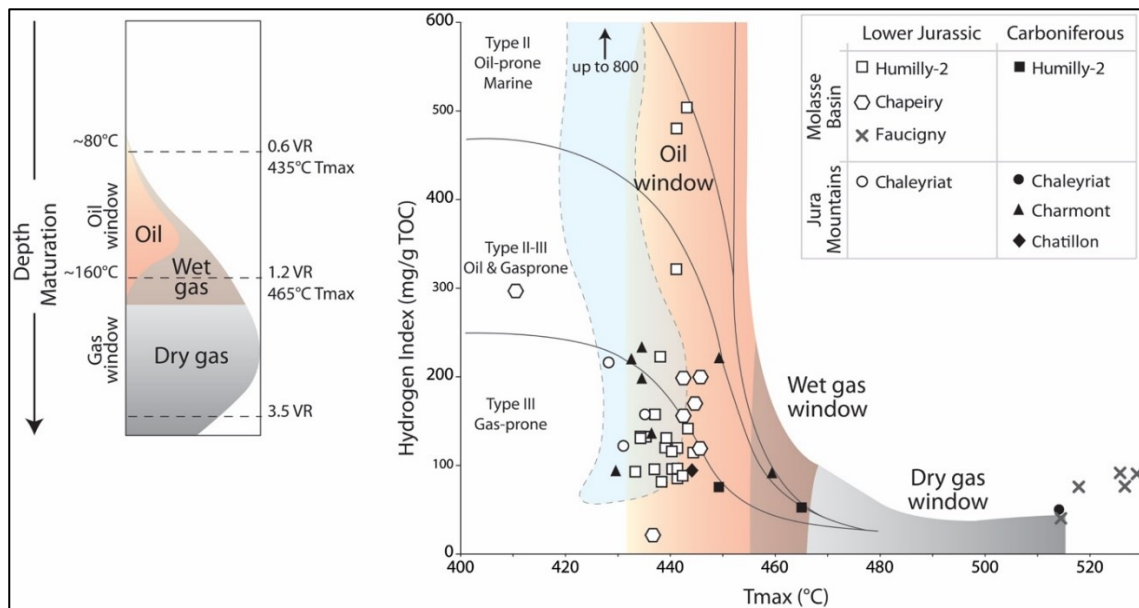 Depth
Maturation
Oil
window
Gas
window
~80°C
~160°C
Oil
Wet
gas
Dry gas
0.6 VR
435°C Tmax
1.2 VR
465°C Tmax
3.5 VR
Hydrogen Index (mg/g TOC)
600
500
400
300
200
100
0
Type II
Oil-prone
Marine
up to 800
Type II-III
Oil & Gasprone
Type III
Gas-prone
Oil
window
Wet gas
window
Dry gas
window
400
420
440
460
480
500
520
Tmax (°C)
Lower Jurassic
Carboniferous
Molasse
Basin
Humilly-2
Humilly-2
Chapeiry
Faucigny
Jura
Mountains
Chaleyriat
Chaleyriat
Charmont
Chatillon